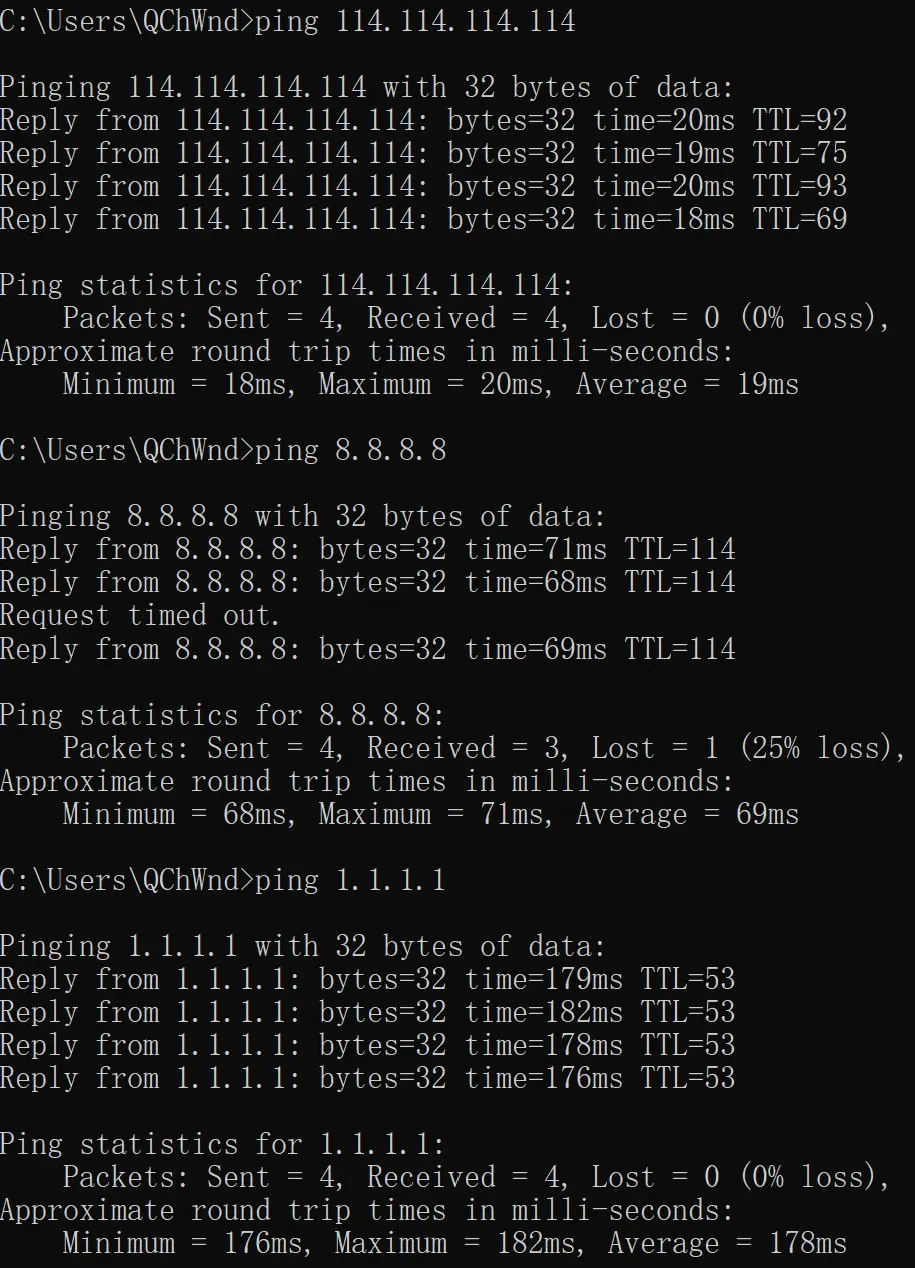 C:\Users\QChWnd>ping 114.114.114.114
Pinging 114.114.114.114 with 32 bytes of data:
Reply from 114.114.114.114: bytes=32 time=20ms TTL=92
Reply from 114.114.114.114: bytes=32 time=19ms TTL=75
Reply from 114.114.114.114: bytes=32 time=20ms TTL=93
Reply from 114.114.114.114: bytes=32 time=18ms TTL=69
Ping statistics for 114.114.114.114:
    Packets: Sent = 4, Received = 4, Lost = 0 (0% loss),
Approximate round trip times in milli-seconds:
    Minimum = 18ms, Maximum = 20ms, Average = 19ms
C:\Users\QChWnd>ping 8.8.8.8
Pinging 8.8.8.8 with 32 bytes of data:
Reply from 8.8.8.8: bytes=32 time=71ms TTL=114
Reply from 8.8.8.8: bytes=32 time=68ms TTL=114
Request timed out.
Reply from 8.8.8.8: bytes=32 time=69ms TTL=114
Ping statistics for 8.8.8.8:
    Packets: Sent = 4, Received = 3, Lost = 1 (25% loss),
Approximate round trip times in milli-seconds:
    Minimum = 68ms, Maximum = 71ms, Average = 69ms
C:\Users\QChWnd>ping 1.1.1.1
Pinging 1.1.1.1 with 32 bytes of data:
Reply from 1.1.1.1: bytes=32 time=179ms TTL=53
Reply from 1.1.1.1: bytes=32 time=182ms TTL=53
Reply from 1.1.1.1: bytes=32 time=178ms TTL=53
Reply from 1.1.1.1: bytes=32 time=176ms TTL=53
Ping statistics for 1.1.1.1:
    Packets: Sent = 4, Received = 4, Lost = 0 (0% loss),
Approximate round trip times in milli-seconds:
    Minimum = 176ms, Maximum = 182ms, Average = 178ms